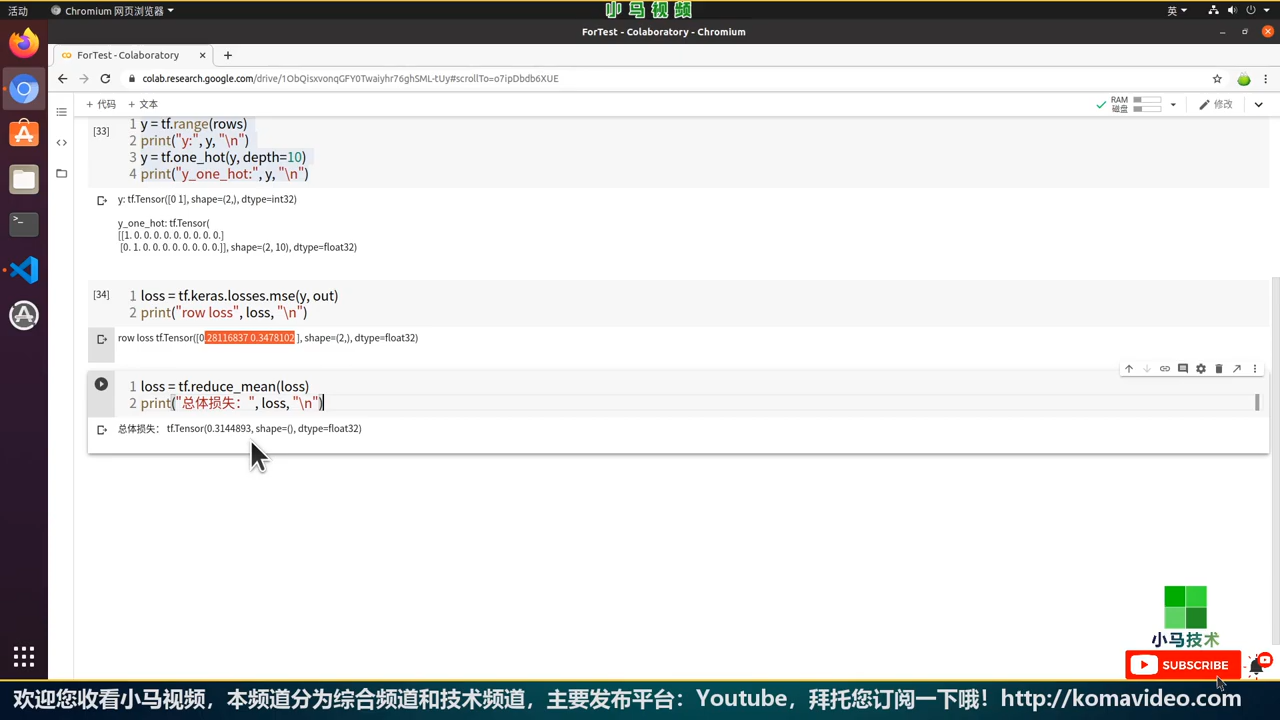 活动
Chromium 网页浏览器
小马视频
英
ForTest - Colaboratory - Chromium
ForTest - Colaboratory
colab.research.google.com/drive/1ObQisxvonqGFY0Twaiyhr76ghSML-tUy#scrollTo=o7ipDbdb6XUE
+ 代码 + 文本
RAM
磁盘
修改
[33]
1 y = tf.range(rows)
2 print("y:", y, "\n")
3 y = tf.one_hot(y, depth=10)
4 print("y_one_hot:", y, "\n")
y: tf.Tensor([0 1], shape=(2,), dtype=int32)
y_one_hot: tf.Tensor(
[[1. 0. 0. 0. 0. 0. 0. 0. 0. 0.]
[0. 1. 0. 0. 0. 0. 0. 0. 0. 0.]], shape=(2, 10), dtype=float32)
[34]
1 loss = tf.keras.losses.mse(y, out)
2 print("row loss", loss, "\n")
row loss tf.Tensor([0.28116837 0.3478102 ], shape=(2,), dtype=float32)
1 loss = tf.reduce_mean(loss)
2 print("总体损失：", loss, "\n")
总体损失： tf.Tensor(0.3144893, shape=(), dtype=float32)
小马技术
SUBSCRIBE
欢迎您收看小马视频，本频道分为综合频道和技术频道，主要发布平台：Youtube，拜托您订阅一下哦！http://komavideo.com